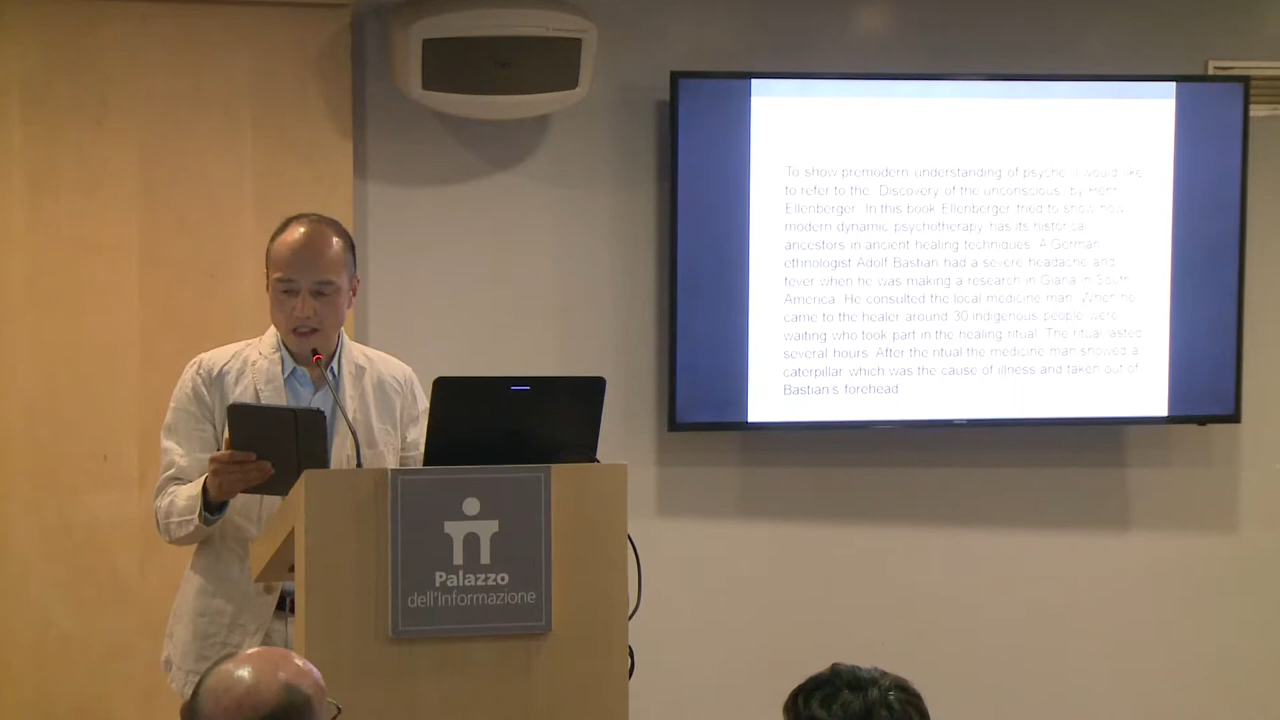 To show premodern understanding of psyche I would like
to refer to the Discovery of the unconscious by Henri
Ellenberger. In this book Ellenberger tried to show how
modern dynamic psychotherapy has its historical
ancestors in ancient healing techniques. A German
ethnologist Adolf Bastian had a severe headache and
fever when he was making a research in Giana in South
America. He consulted the local medicine man. When he
came to the healer around 30 indigenous people were
waiting who took part in the healing ritual. The ritual lasted
several hours. After the ritual the medicine man showed a
caterpillar which was the cause of illness and taken out of
Bastian's forehead
Palazzo
dell'Informazione